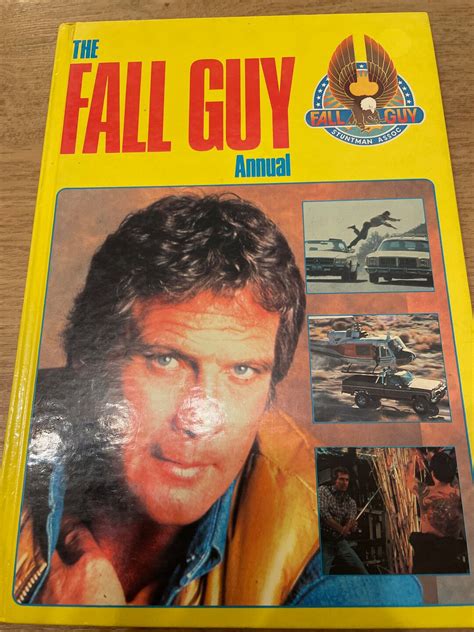 THE
FALL GUY
Annual
FALL GUY
STUNTMAN ASSOC